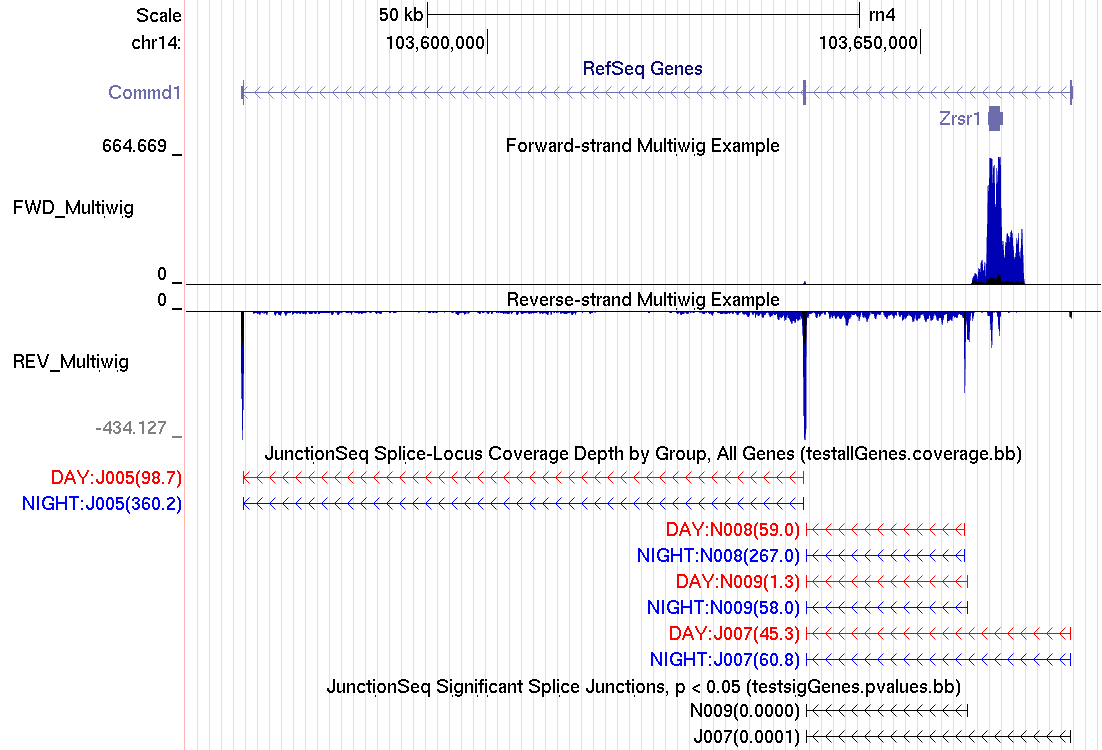 Scale 50 kb rn4
chr14: 103,600,000 103,650,000
RefSeq Genes
Commd1
Zrsr1
Forward-strand Multiwig Example
664.669 _
FWD_Multiwig
0 _
Reverse-strand Multiwig Example
0 _
REV_Multiwig
-434.127 _
JunctionSeq Splice-Locus Coverage Depth by Group, All Genes (testallGenes.coverage.bb)
DAY:J005(98.7)
NIGHT:J005(360.2)
DAY:N008(59.0)
NIGHT:N008(267.0)
DAY:N009(1.3)
NIGHT:N009(58.0)
DAY:J007(45.3)
NIGHT:J007(60.8)
JunctionSeq Significant Splice Junctions, p < 0.05 (testsigGenes.pvalues.bb)
N009(0.0000)
J007(0.0001)